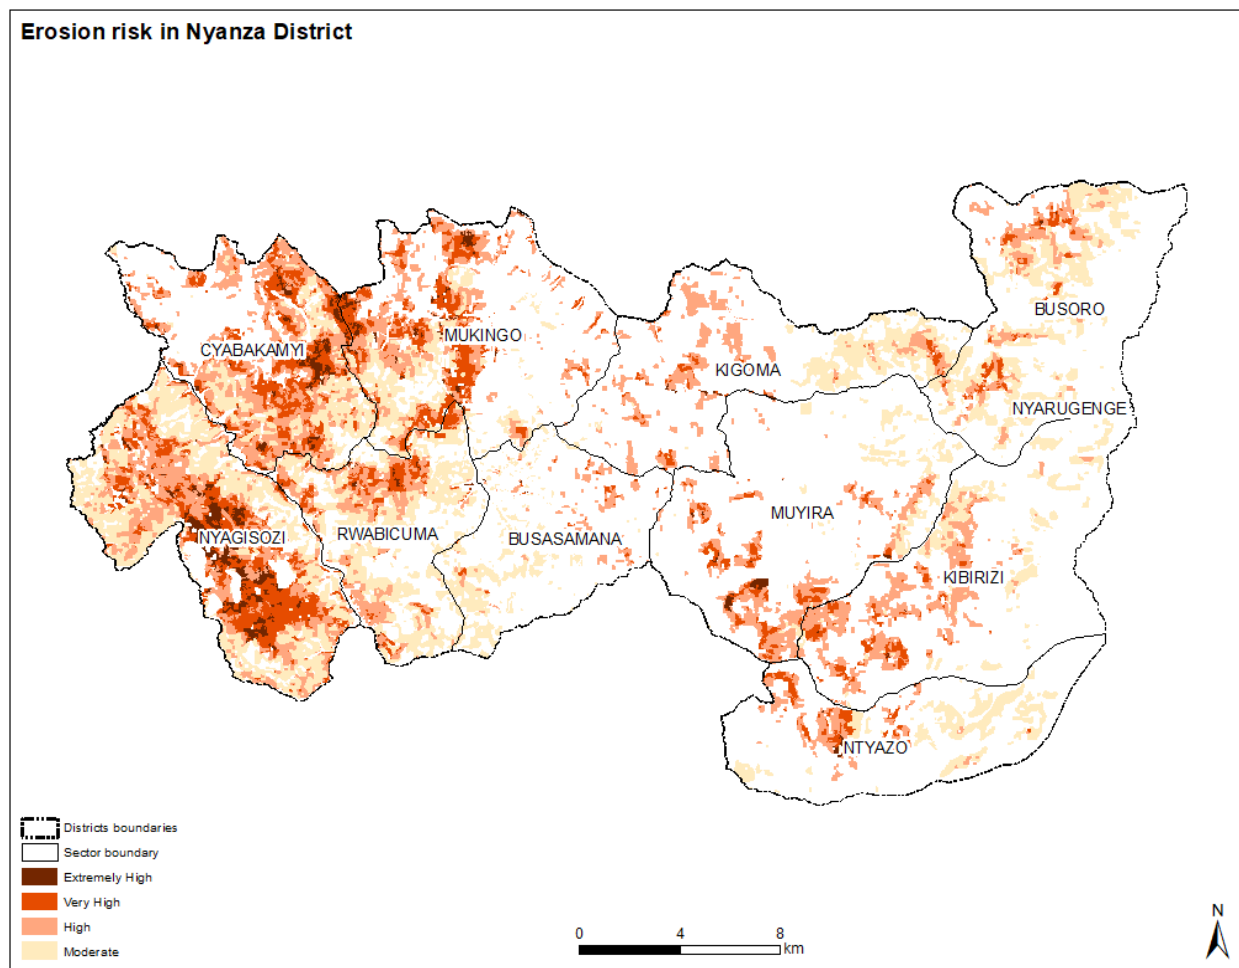 Erosion risk in Nyanza District
BUSORO
MUKINGO
CYABAKAMYI
KIGOMA
NYARUGENGE
MUYIRA
NYAGISOZI
RWABICUMA
BUSASAMANA
KIBIRIZI
NTYAZO
Districts boundaries
Sector boundary
Extremely High
Very High
High
Moderate
0 4 8
km
N